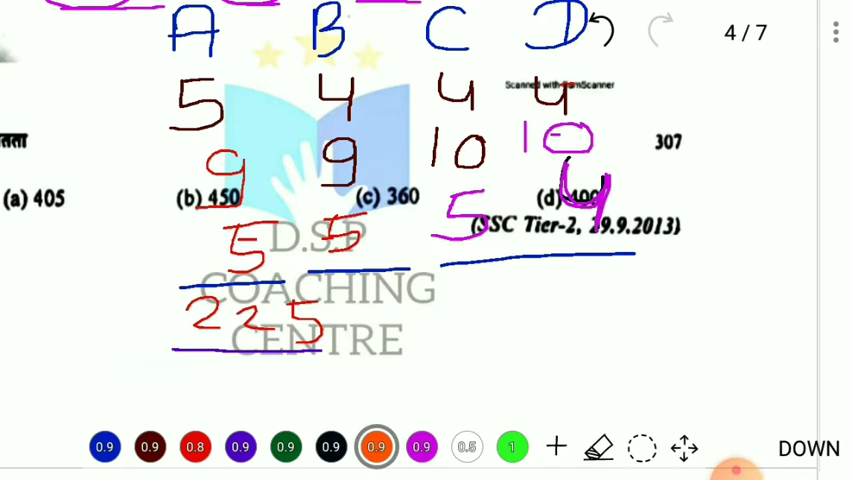 A B C D
4 / 7
5 4 4 4
Scanned with CamScanner
9 9 10 10
307
(a) 405 (b) 450 (c) 360 (d) 400
5 5 5 4
(SSC Tier-2, 29.9.2013)
D.S.P
COACHING
225
CENTRE
0.9 0.9 0.8 0.9 0.9 0.9 0.9 0.9 0.5 1
DOWN